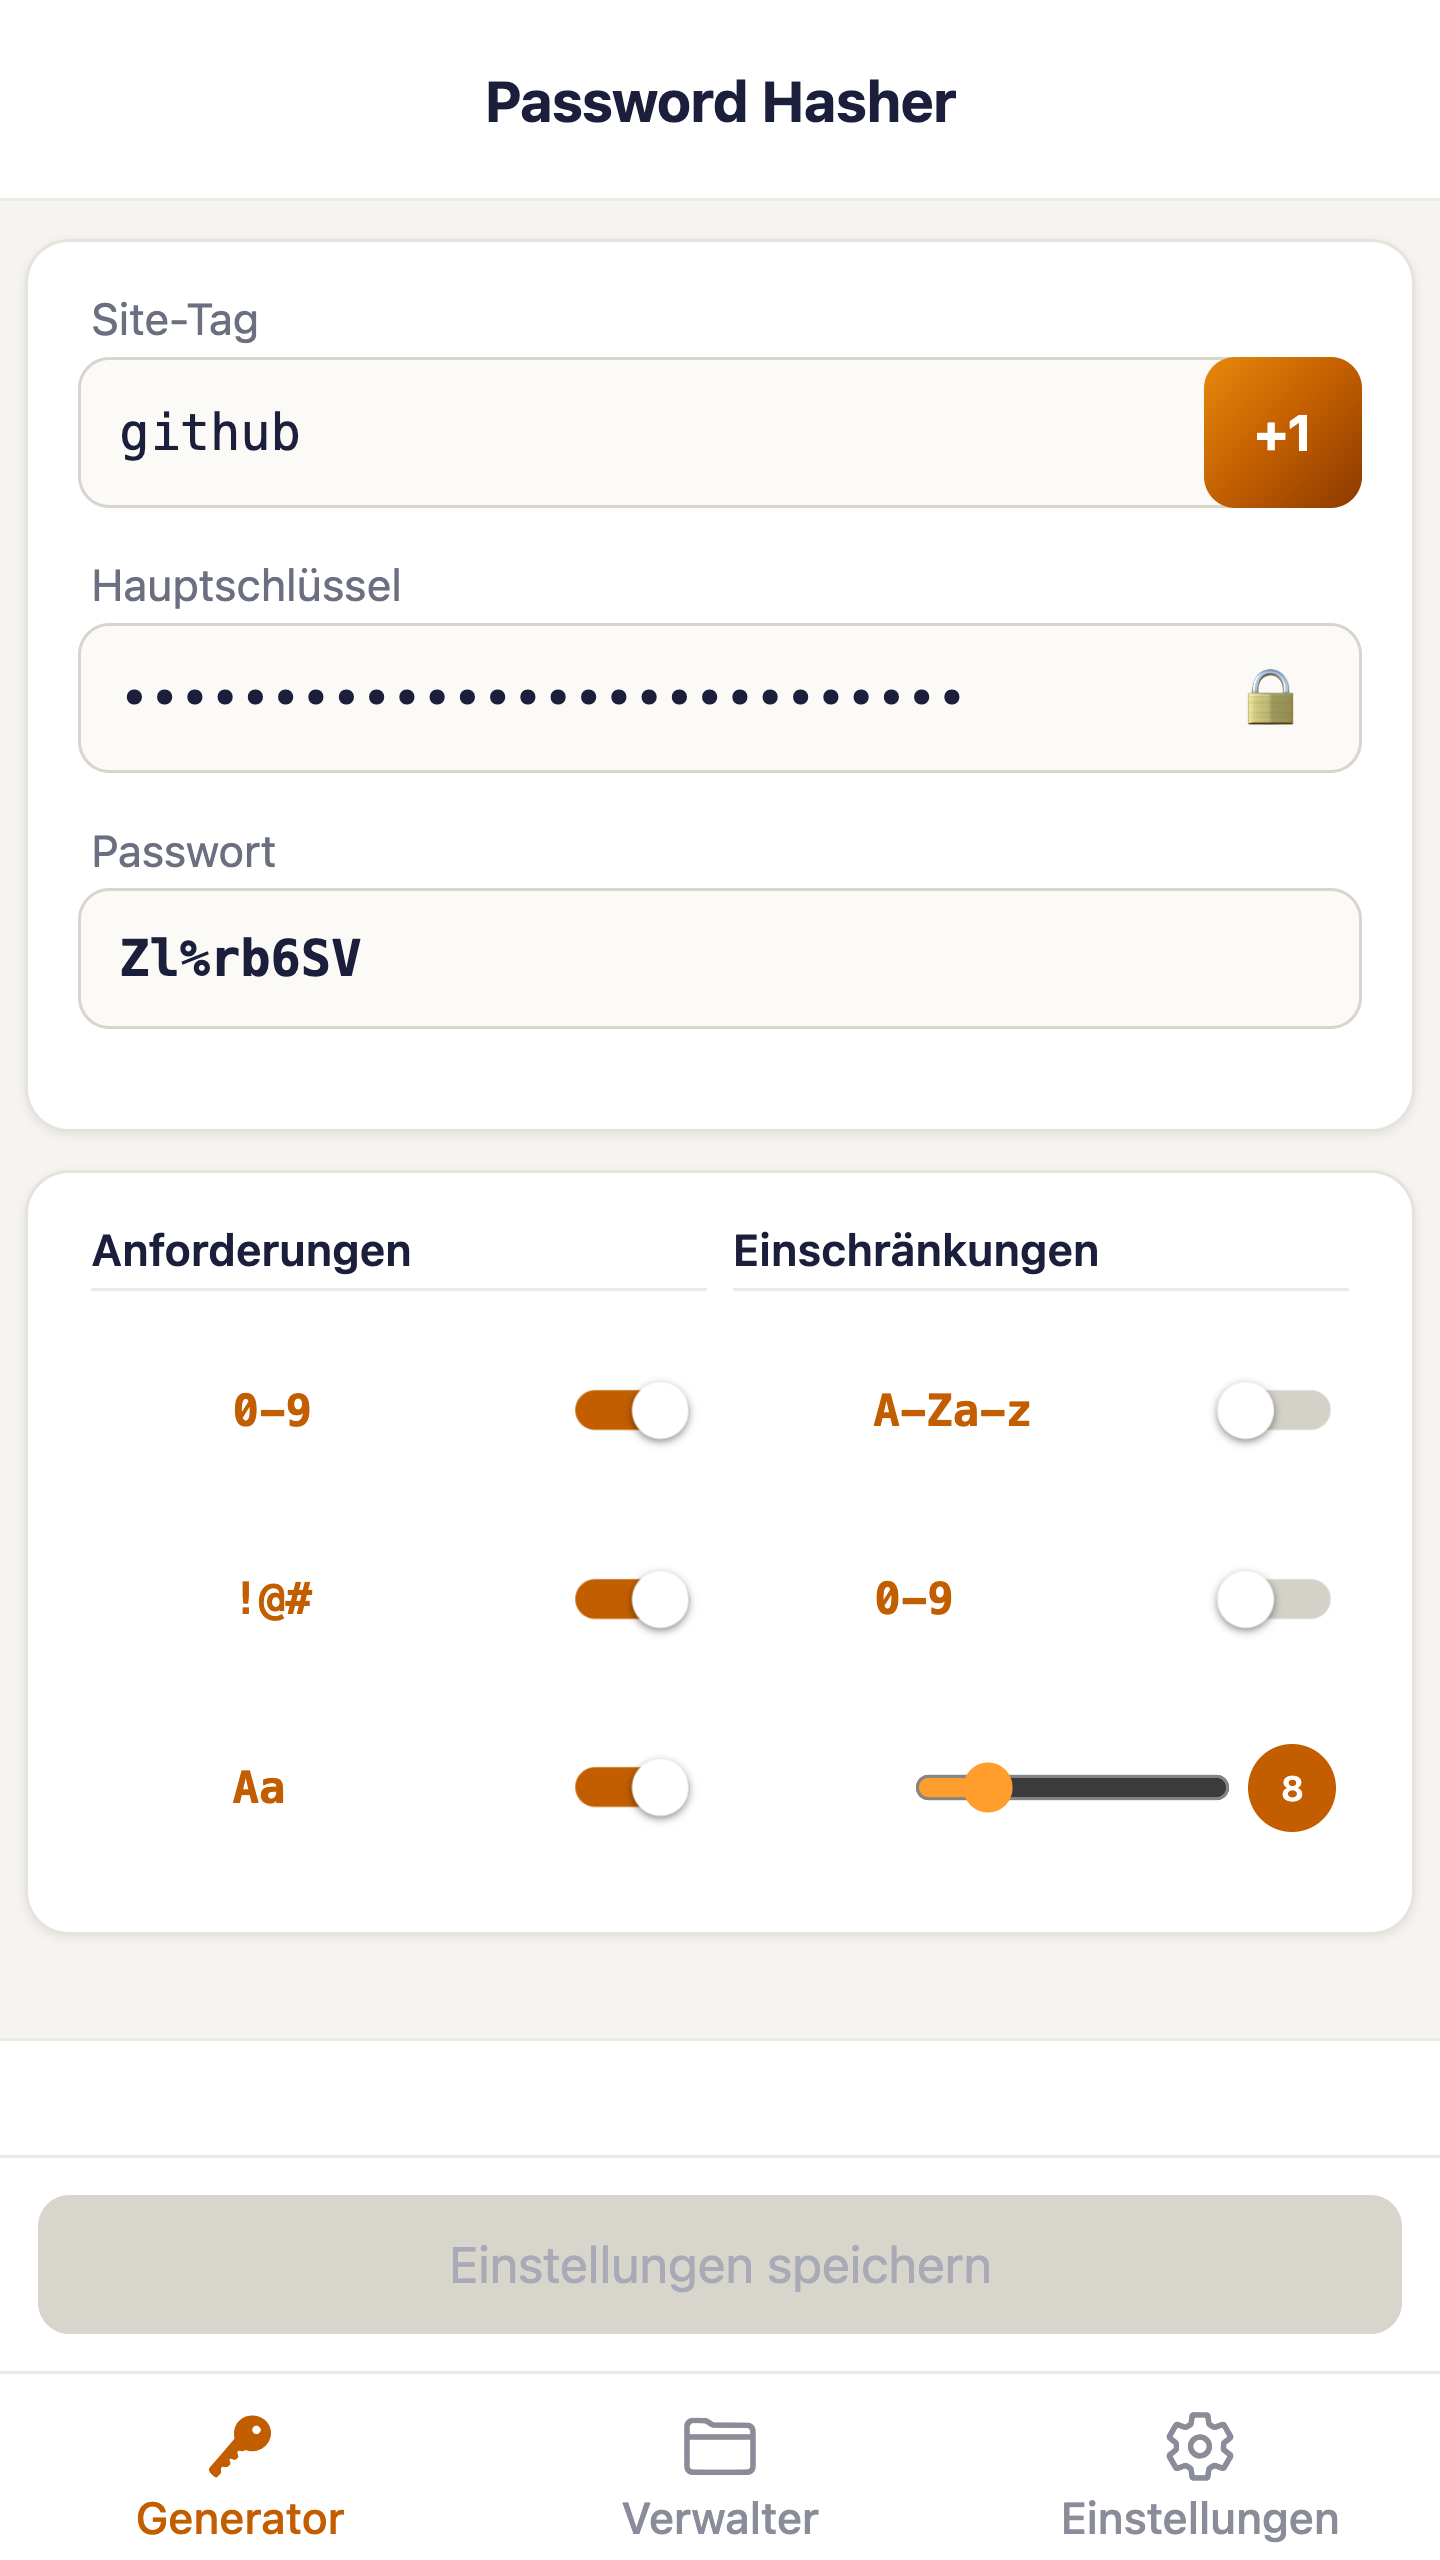 Password Hasher
Site-Tag
github
+1
Hauptschlüssel
••••••••••••••••••••••••••••
Passwort
Zl%rb6SV
Anforderungen
Einschränkungen
0–9
A–Za–z
!@#
0–9
Aa
8
Einstellungen speichern
Generator
Verwalter
Einstellungen